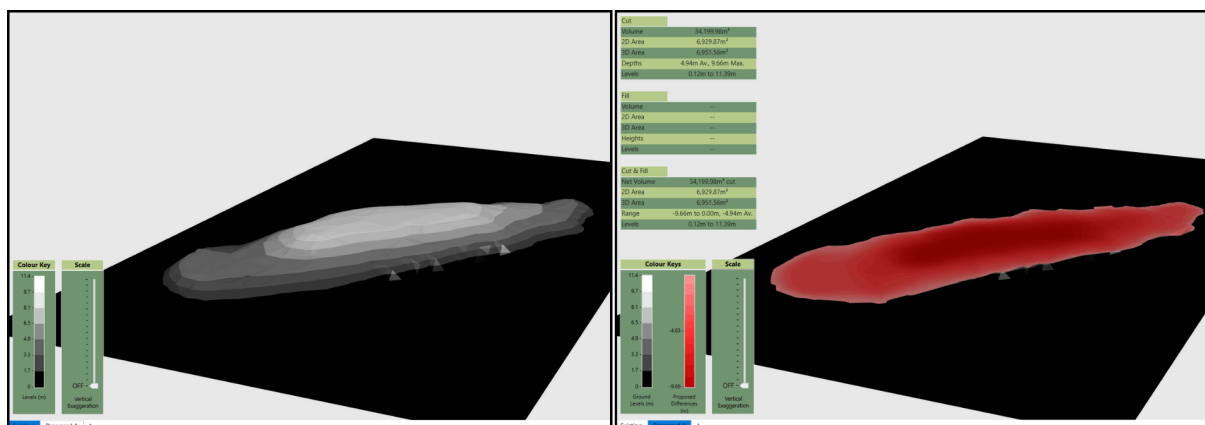 Colour Key
Scale
11.4
9.7
8.1
6.5
4.8
3.3
1.7
0
OFF
Levels (m)
Vertical
Exaggeration
Cut
Volume 34,199.98m³
2D Area 6,929.87m²
3D Area 6,951.56m²
Depths 4.94m Av., 9.66m Max.
Levels 0.12m to 11.39m
Fill
Volume --
2D Area --
3D Area --
Heights --
Levels --
Cut & Fill
Net Volume 34,199.98m³ cut
2D Area 6,929.87m²
3D Area 6,951.56m²
Range -9.66m to 0.00m, -4.94m Av.
Levels 0.12m to 11.39m
Colour Keys
Scale
11.4
9.7
8.1
6.5
4.8
3.3
1.7
0
-4.83
-9.66
OFF
Ground
Levels (m)
Proposed
Differences
(m)
Vertical
Exaggeration